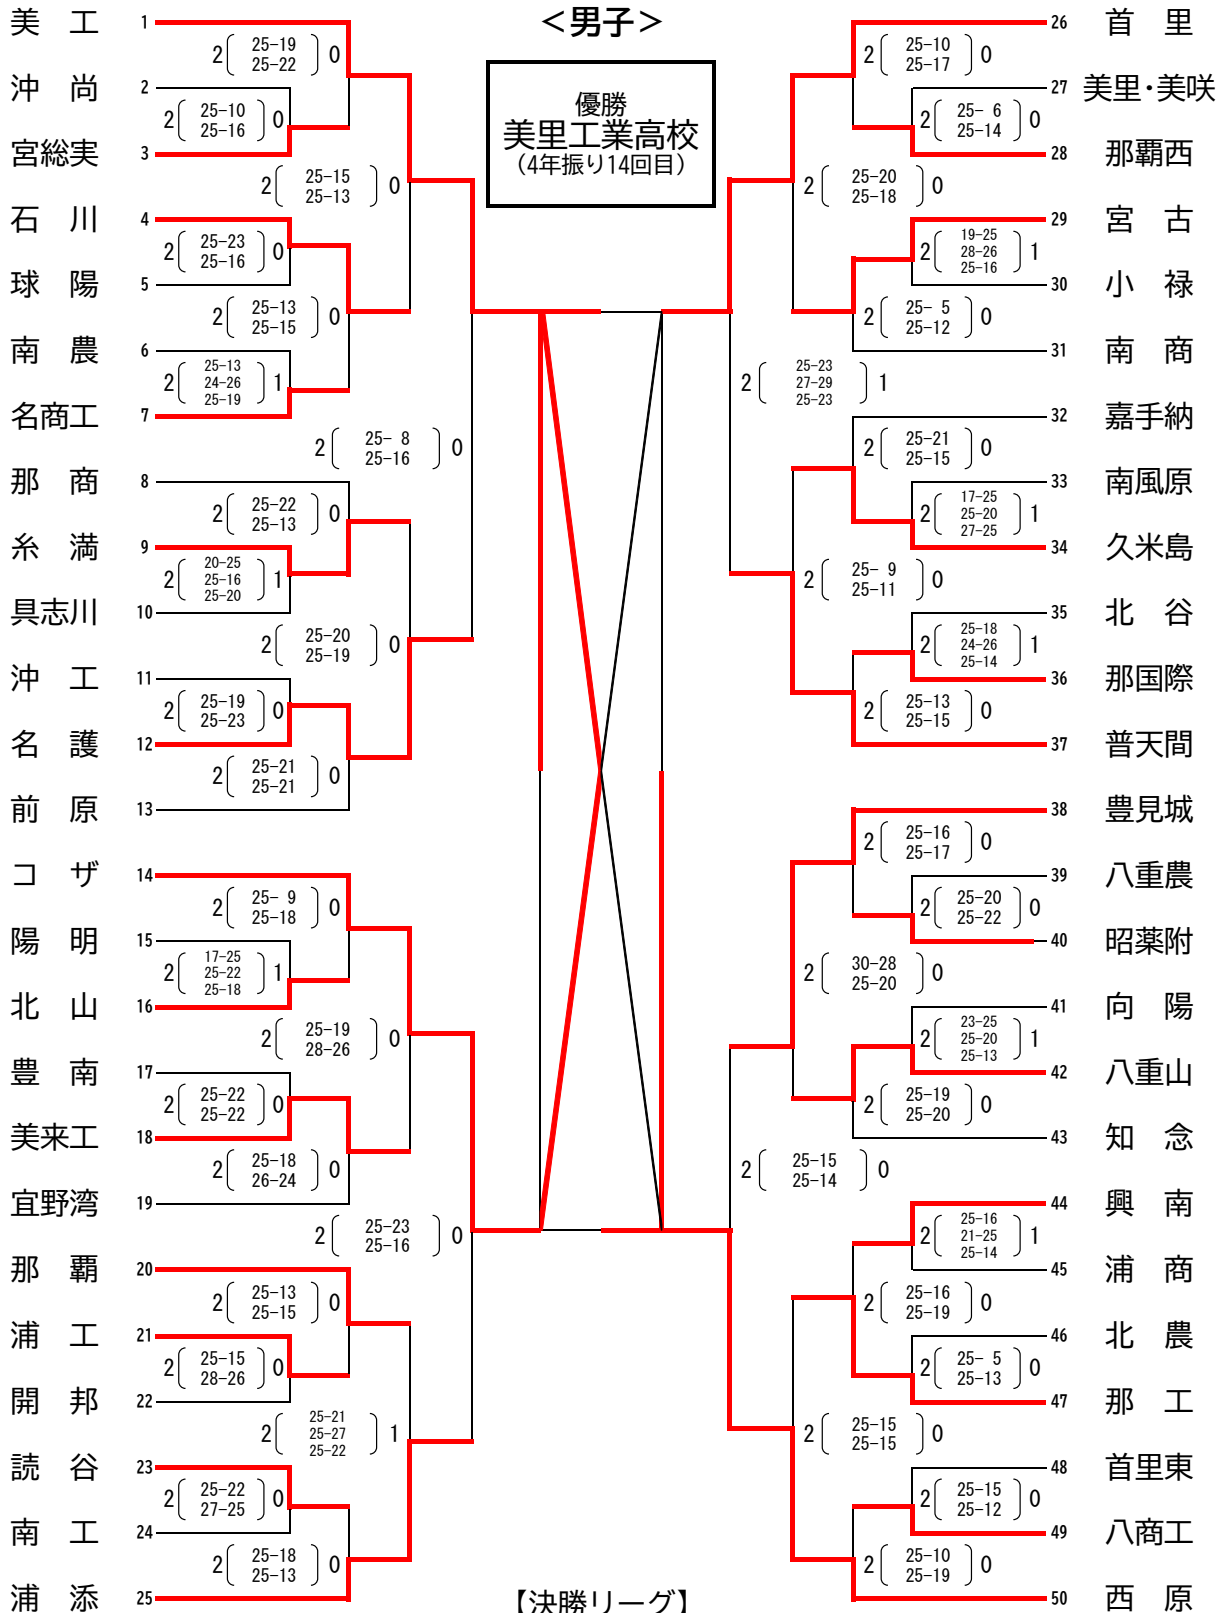 ＜男子＞
優勝
美里工業高校
(4年振り14回目)
美　工 1
2 ( 25-19 25-22 ) 0
沖　尚 2
2 ( 25-10 25-16 ) 0
宮総実 3
2 ( 25-15 25-13 ) 0
石　川 4
2 ( 25-23 25-16 ) 0
球　陽 5
2 ( 25-13 25-15 ) 0
南　農 6
2 ( 25-13 24-26 25-19 ) 1
名商工 7
2 ( 25- 8 25-16 ) 0
那　商 8
2 ( 25-22 25-13 ) 0
糸　満 9
2 ( 20-25 25-16 25-20 ) 1
具志川 10
2 ( 25-20 25-19 ) 0
沖　工 11
2 ( 25-19 25-23 ) 0
名　護 12
2 ( 25-21 25-21 ) 0
前　原 13
コ　ザ 14
2 ( 25- 9 25-18 ) 0
陽　明 15
2 ( 17-25 25-22 25-18 ) 1
北　山 16
2 ( 25-19 28-26 ) 0
豊　南 17
2 ( 25-22 25-22 ) 0
美来工 18
2 ( 25-18 26-24 ) 0
宜野湾 19
2 ( 25-23 25-16 ) 0
那　覇 20
2 ( 25-13 25-15 ) 0
浦　工 21
2 ( 25-15 28-26 ) 0
開　邦 22
2 ( 25-21 25-27 25-22 ) 1
読　谷 23
2 ( 25-22 27-25 ) 0
南　工 24
2 ( 25-18 25-13 ) 0
浦　添 25
26 首　里
2 ( 25-10 25-17 ) 0
27 美里・美咲
2 ( 25- 6 25-14 ) 0
28 那覇西
2 ( 25-20 25-18 ) 0
29 宮　古
2 ( 19-25 28-26 25-16 ) 1
30 小　禄
2 ( 25- 5 25-12 ) 0
31 南　商
2 ( 25-23 27-29 25-23 ) 1
32 嘉手納
2 ( 25-21 25-15 ) 0
33 南風原
2 ( 17-25 25-20 27-25 ) 1
34 久米島
2 ( 25- 9 25-11 ) 0
35 北　谷
2 ( 25-18 24-26 25-14 ) 1
36 那国際
2 ( 25-13 25-15 ) 0
37 普天間
38 豊見城
2 ( 25-16 25-17 ) 0
39 八重農
2 ( 25-20 25-22 ) 0
40 昭薬附
2 ( 30-28 25-20 ) 0
41 向　陽
2 ( 23-25 25-20 25-13 ) 1
42 八重山
2 ( 25-19 25-20 ) 0
43 知　念
2 ( 25-15 25-14 ) 0
44 興　南
2 ( 25-16 21-25 25-14 ) 1
45 浦　商
2 ( 25-16 25-19 ) 0
46 北　農
2 ( 25- 5 25-13 ) 0
47 那　工
2 ( 25-15 25-15 ) 0
48 首里東
2 ( 25-15 25-12 ) 0
49 八商工
2 ( 25-10 25-19 ) 0
50 西　原
【決勝リーグ】